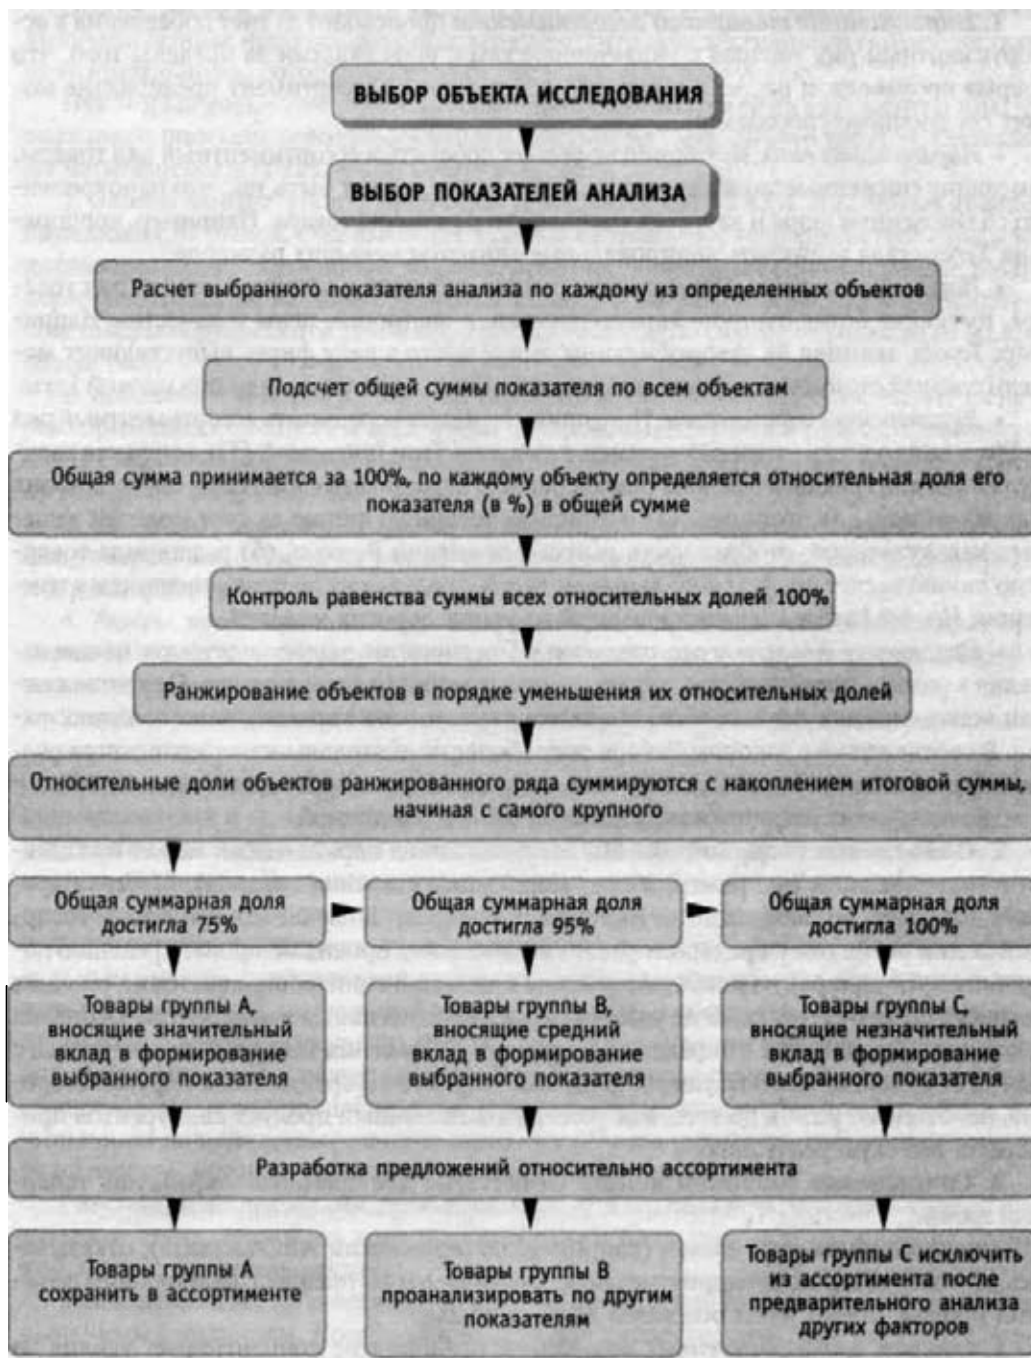 ВЫБОР ОБЪЕКТА ИССЛЕДОВАНИЯ
ВЫБОР ПОКАЗАТЕЛЕЙ АНАЛИЗА
Расчет выбранного показателя анализа по каждому из определенных объектов
Подсчет общей суммы показателя по всем объектам
Общая сумма принимается за 100%, по каждому объекту определяется относительная доля его
показателя (в %) в общей сумме
Контроль равенства суммы всех относительных долей 100%
Ранжирование объектов в порядке уменьшения их относительных долей
Относительные доли объектов ранжированного ряда суммируются с накоплением итоговой суммы,
начиная с самого крупного
Общая суммарная доля
достигла 75%
Общая суммарная доля
достигла 95%
Общая суммарная доля
достигла 100%
Товары группы А,
вносящие значительный
вклад в формирование
выбранного показателя
Товары группы В,
вносящие средний
вклад в формирование
выбранного показателя
Товары группы С,
вносящие незначительный
вклад в формирование
выбранного показателя
Разработка предложений относительно ассортимента
Товары группы А
сохранить в ассортименте
Товары группы В
проанализировать по другим
показателям
Товары группы С исключить
из ассортимента после
предварительного анализа
других факторов